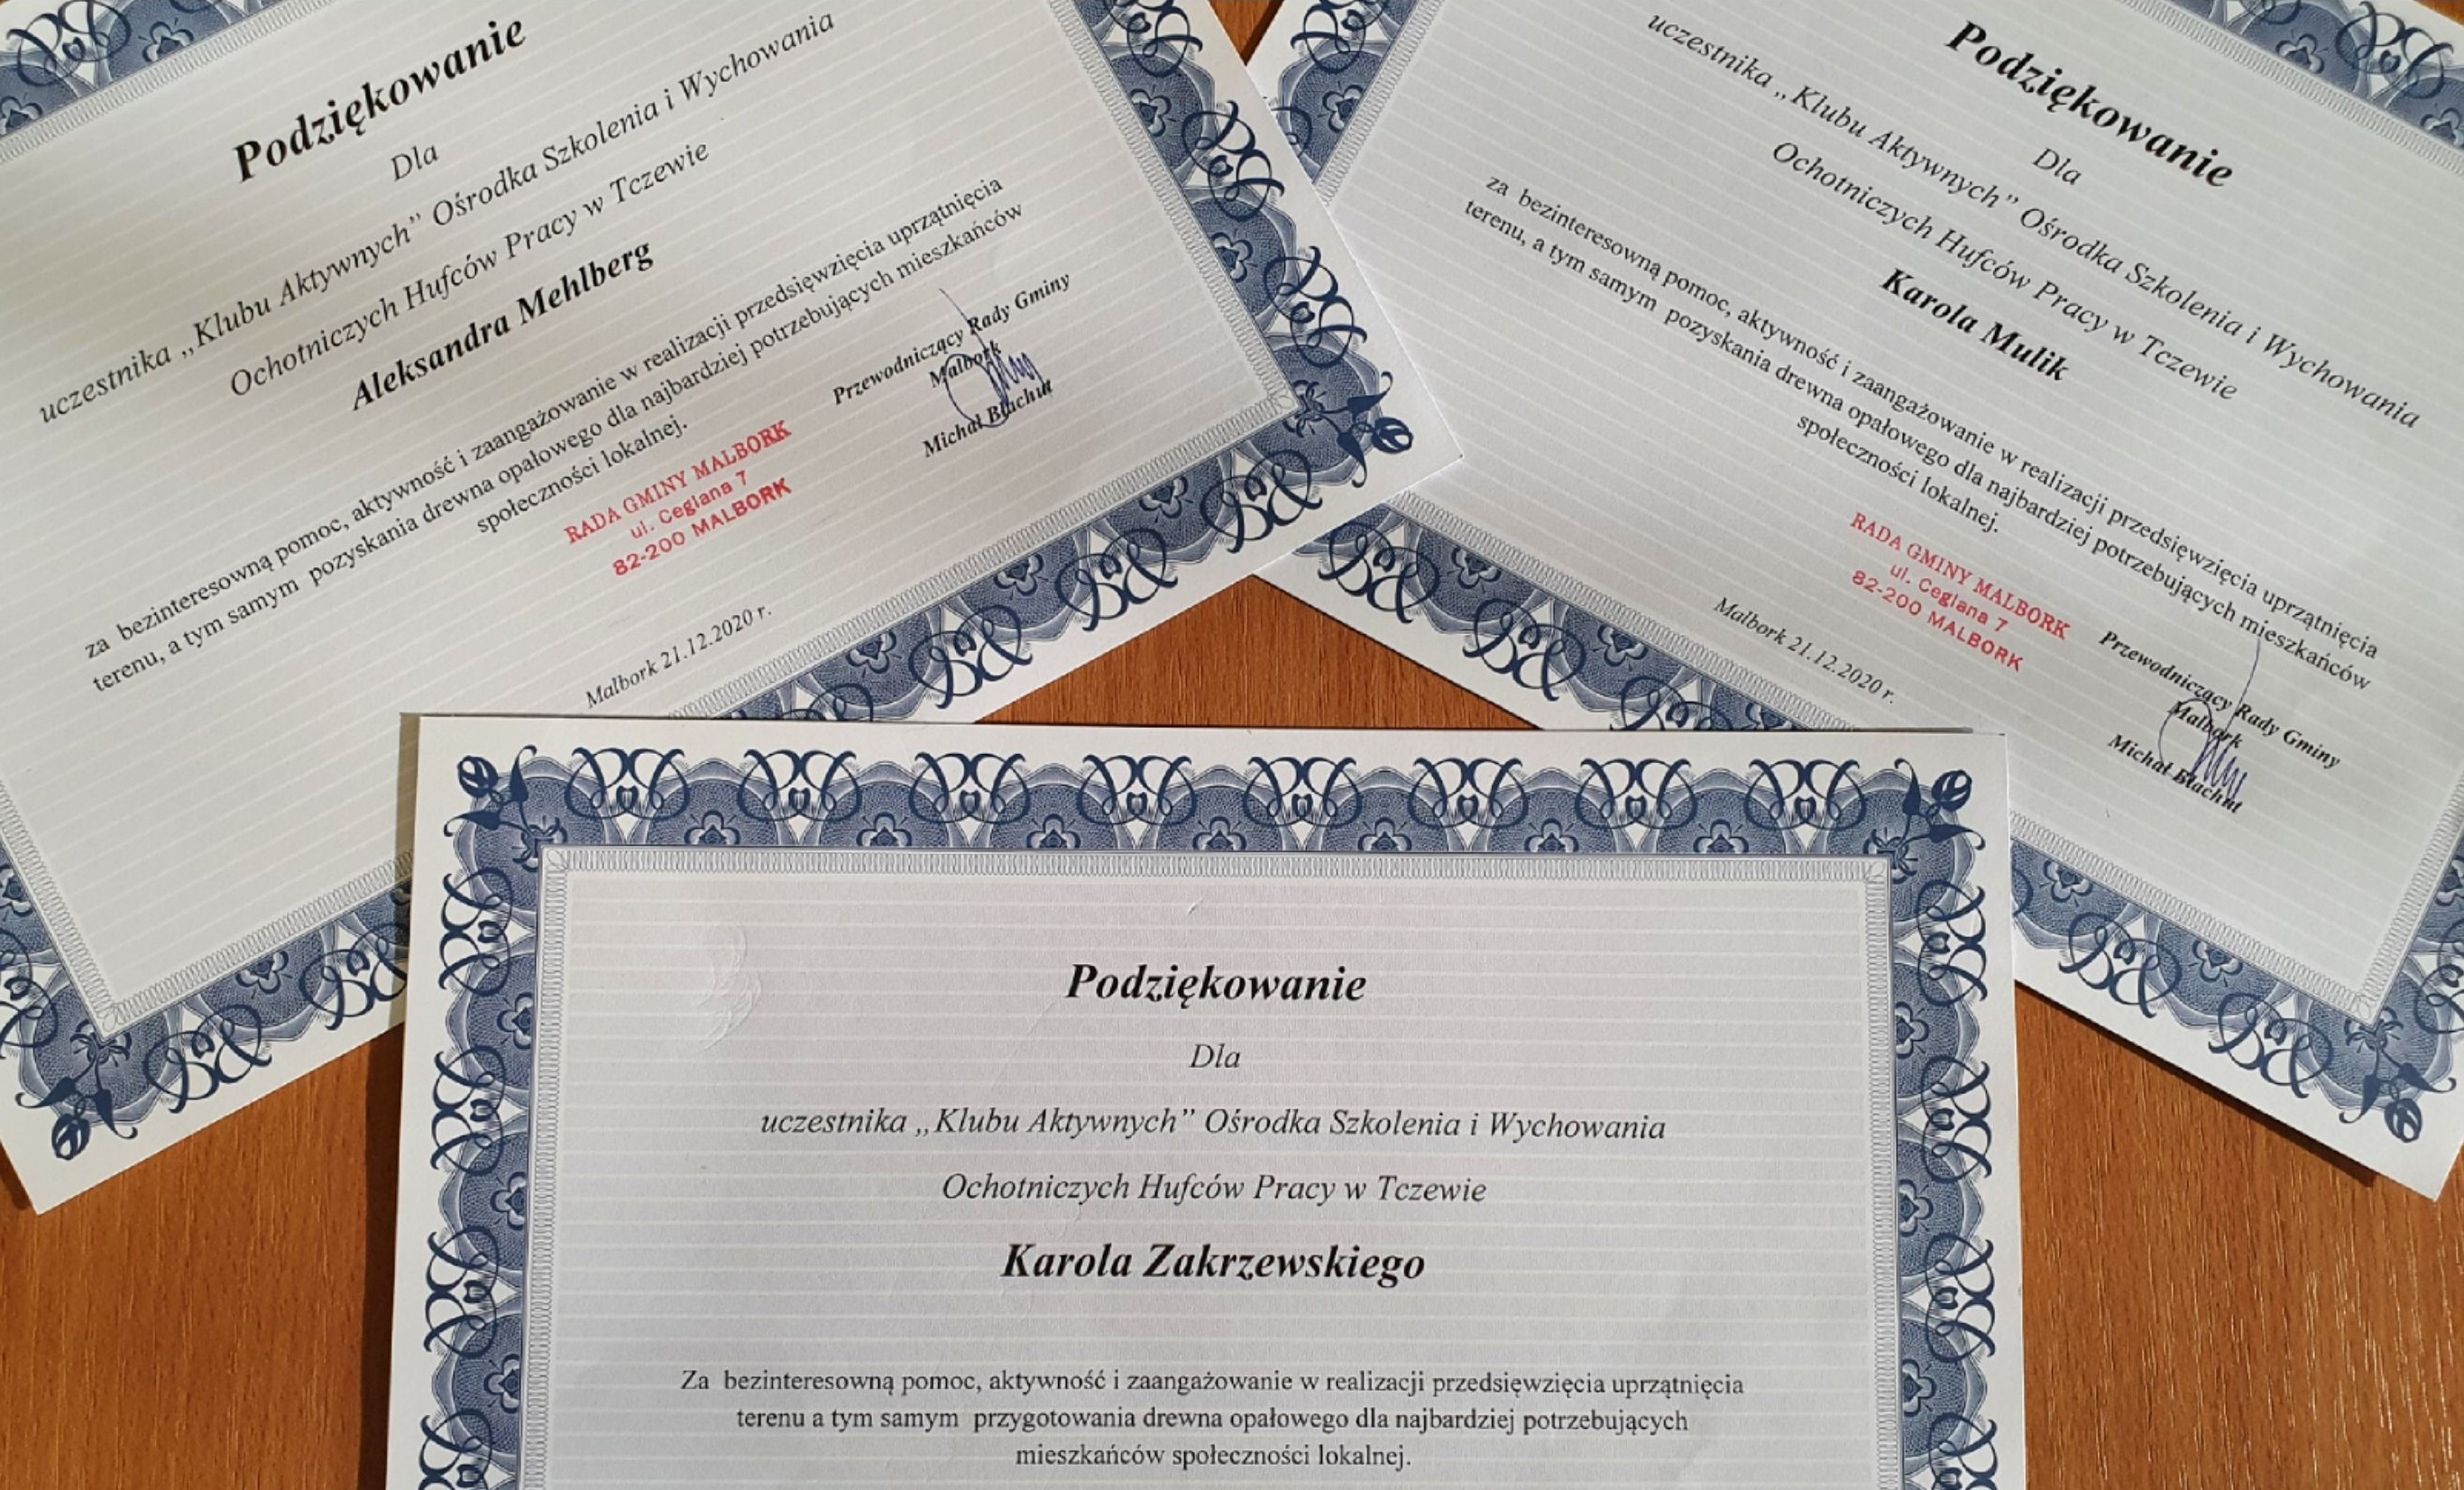 Podziękowanie
Dla
uczestnika „Klubu Aktywnych” Ośrodka Szkolenia i Wychowania
Ochotniczych Hufców Pracy w Tczewie
Aleksandra Mehlberg
za bezinteresowną pomoc, aktywność i zaangażowanie w realizacji przedsięwzięcia uprzątnięcia
terenu, a tym samym pozyskania drewna opałowego dla najbardziej potrzebujących mieszkańców
społeczności lokalnej.
RADA GMINY MALBORK
ul. Ceglana 7
82-200 MALBORK
Przewodniczący Rady Gminy
Malbork
Michał Błachut
Malbork 21.12.2020 r.
Podziękowanie
Dla
uczestnika „Klubu Aktywnych” Ośrodka Szkolenia i Wychowania
Ochotniczych Hufców Pracy w Tczewie
Karola Mulik
za bezinteresowną pomoc, aktywność i zaangażowanie w realizacji przedsięwzięcia uprzątnięcia
terenu, a tym samym pozyskania drewna opałowego dla najbardziej potrzebujących mieszkańców
społeczności lokalnej.
RADA GMINY MALBORK
ul. Ceglana 7
82-200 MALBORK
Malbork 21.12.2020 r.
Przewodniczący Rady Gminy
Malbork
Michał Błachut
Podziękowanie
Dla
uczestnika „Klubu Aktywnych” Ośrodka Szkolenia i Wychowania
Ochotniczych Hufców Pracy w Tczewie
Karola Zakrzewskiego
Za bezinteresowną pomoc, aktywność i zaangażowanie w realizacji przedsięwzięcia uprzątnięcia
terenu a tym samym przygotowania drewna opałowego dla najbardziej potrzebujących
mieszkańców społeczności lokalnej.